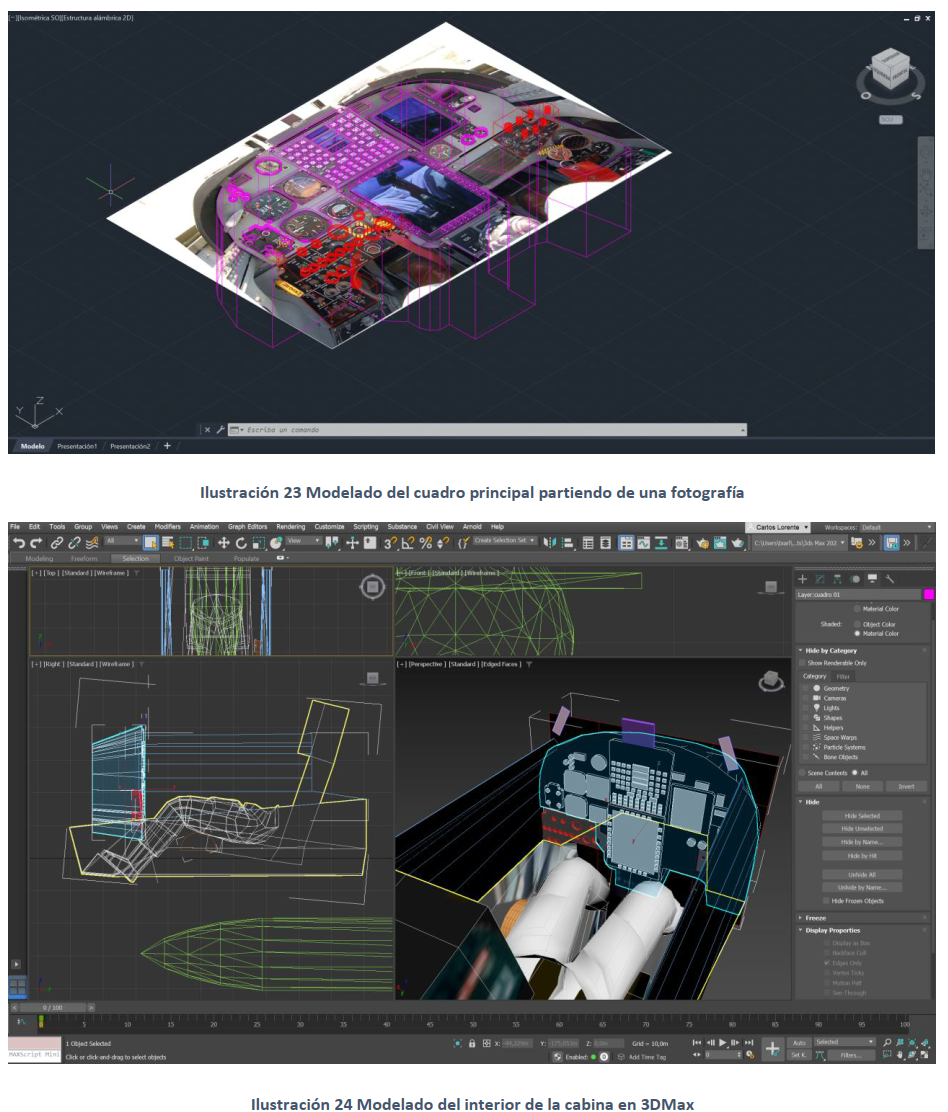 [−][Isométrica SO][Estructura alámbrica 2D]
O
S
SCU
Z
Y
X
Escriba un comando
Modelo
Presentación1
Presentación2
+
Ilustración 23 Modelado del cuadro principal partiendo de una fotografía
File Edit Tools Group Views Create Modifiers Animation Graph Editors Rendering Customize Scripting Substance Civil View Arnold Help
Carlos Lorente
Workspaces: Default
All
View
Create Selection Set
Modeling Freeform Selection Object Paint Populate
[+] [Top ] [Standard ] [Wireframe ]
[+] [Front ] [Standard ] [Wireframe ]
Layer:cuadro 01
Material Color
Shaded:
Object Color
Material Color
Hide by Category
Show Renderable Only
Category
Filter
Geometry
Cameras
Lights
Shapes
Helpers
Space Warps
Particle Systems
Bone Objects
Scene Contents
All
All
None
Invert
Hide
Hide Selected
Hide Unselected
Hide by Name...
Hide by Hit
Unhide All
Unhide by Name...
Hide Frozen Objects
Freeze
Display Properties
Display as Box
Backface Cull
Edges Only
Vertex Ticks
Motion Path
See-Through
[+] [Right ] [Standard ] [Wireframe ]
[+] [Perspective ] [Standard ] [Edged Faces ]
0 / 100
0 5 10 15 20 25 30 35 40 45 50 55 60 65 70 75 80 85 90 95 100
1 Object Selected
X:
Y:
Z:
Grid = 10,0m
Auto
Selected
MAXScript Mini
Click or click-and-drag to select objects
Enabled:
Add Time Tag
0
Set K.
Filters...
Ilustración 24 Modelado del interior de la cabina en 3DMax